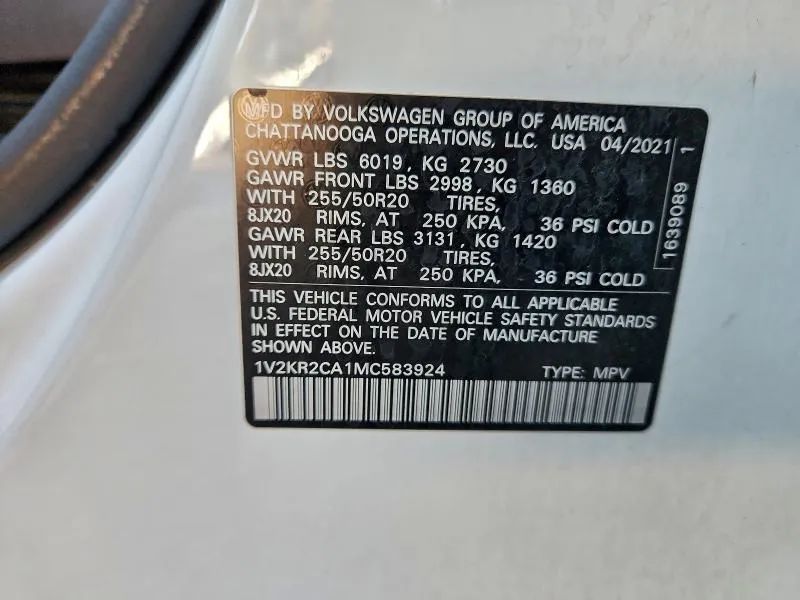 MFD BY VOLKSWAGEN GROUP OF AMERICA
CHATTANOOGA OPERATIONS, LLC. USA 04/2021
GVWR LBS 6019, KG 2730
GAWR FRONT LBS 2998, KG 1360
WITH 255/50R20 TIRES,
8JX20 RIMS, AT 250 KPA, 36 PSI COLD
GAWR REAR LBS 3131, KG 1420
WITH 255/50R20 TIRES,
8JX20 RIMS, AT 250 KPA, 36 PSI COLD
THIS VEHICLE CONFORMS TO ALL APPLICABLE
U.S. FEDERAL MOTOR VEHICLE SAFETY STANDARDS
IN EFFECT ON THE DATE OF MANUFACTURE
SHOWN ABOVE.
1V2KR2CA1MC583924 TYPE: MPV
1639089 1